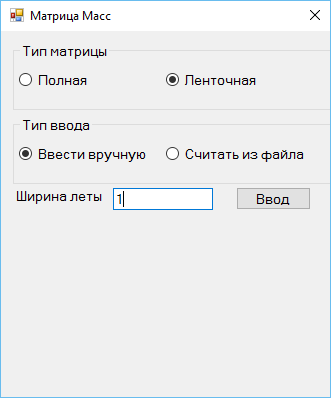 Матрица Масс
Тип матрицы
Полная Ленточная
Тип ввода
Ввести вручную Считать из файла
Ширина леты 1 Ввод